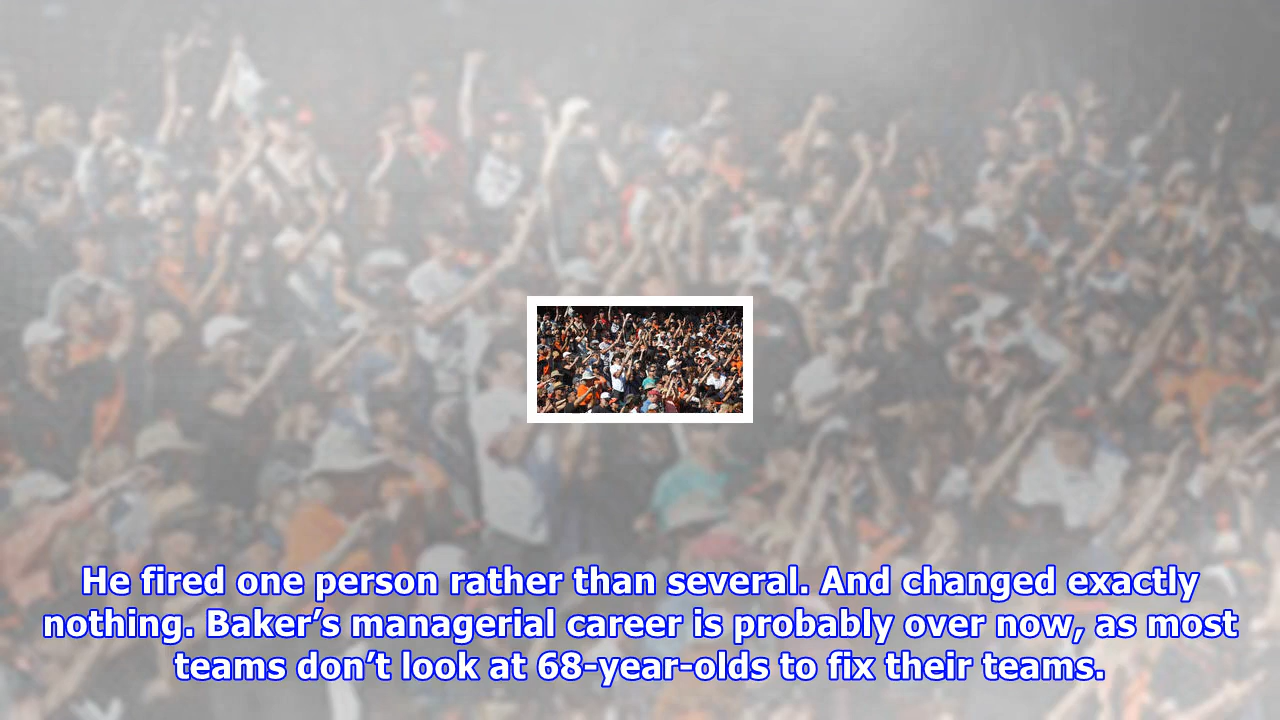 He fired one person rather than several. And changed exactly
nothing. Baker’s managerial career is probably over now, as most
teams don’t look at 68-year-olds to fix their teams.